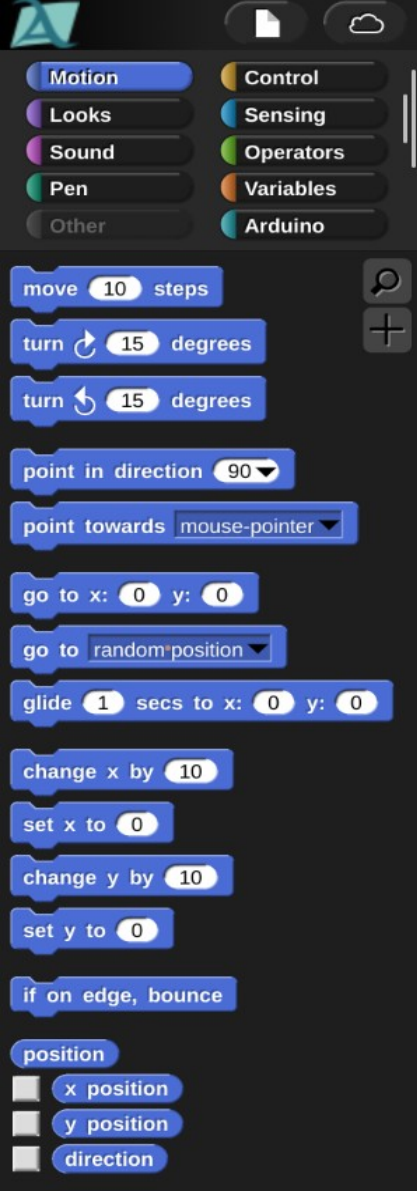 Motion Control
Looks Sensing
Sound Operators
Pen Variables
Other Arduino
move 10 steps
turn 15 degrees
turn 15 degrees
point in direction 90
point towards mouse-pointer
go to x: 0 y: 0
go to random position
glide 1 secs to x: 0 y: 0
change x by 10
set x to 0
change y by 10
set y to 0
if on edge, bounce
position
x position
y position
direction